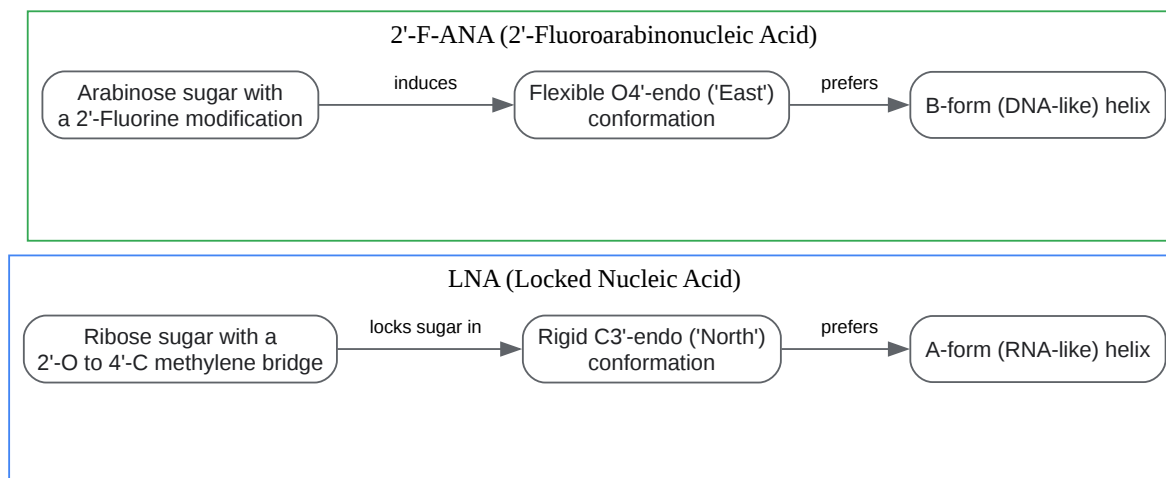 2'-F-ANA (2'-Fluoroarabinonucleic Acid)
Arabinose sugar with
a 2'-Fluorine modification
induces
Flexible O4'-endo ('East')
conformation
prefers
B-form (DNA-like) helix
LNA (Locked Nucleic Acid)
Ribose sugar with a
2'-O to 4'-C methylene bridge
locks sugar in
Rigid C3'-endo ('North')
conformation
prefers
A-form (RNA-like) helix